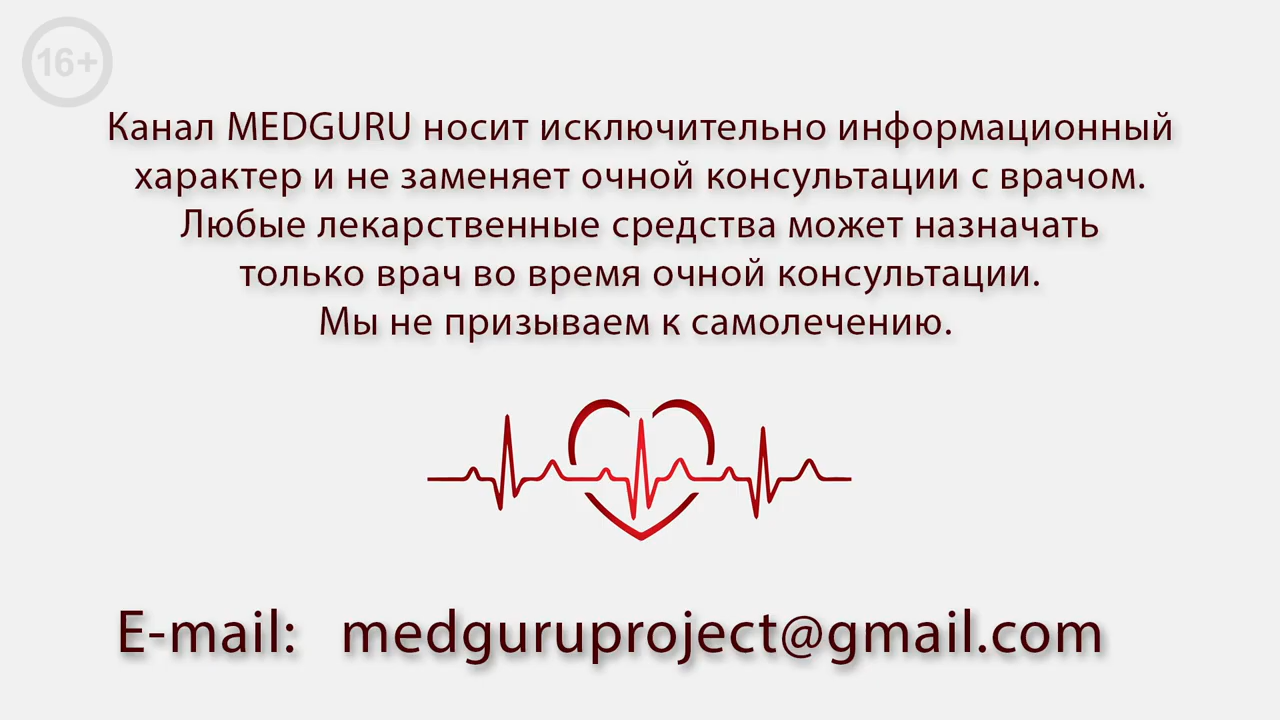 16+
Канал MEDGURU носит исключительно информационный
характер и не заменяет очной консультации с врачом.
Любые лекарственные средства может назначать
только врач во время очной консультации.
Мы не призываем к самолечению.
E-mail: medguruproject@gmail.com